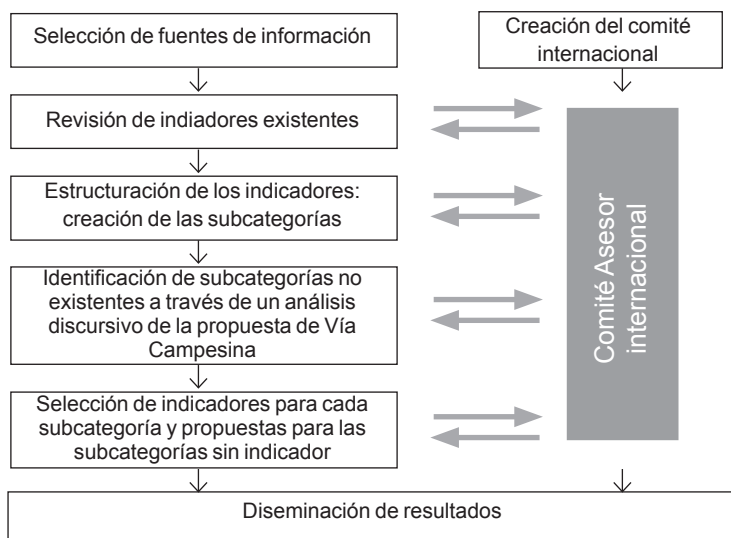 Selección de fuentes de información
Creación del comité
internacional
Revisión de indiadores existentes
Estructuración de los indicadores:
creación de las subcategorías
Identificación de subcategorías no
existentes a través de un análisis
discursivo de la propuesta de Vía
Campesina
Selección de indicadores para cada
subcategoría y propuestas para las
subcategorías sin indicador
Comité Asesor
internacional
Diseminación de resultados